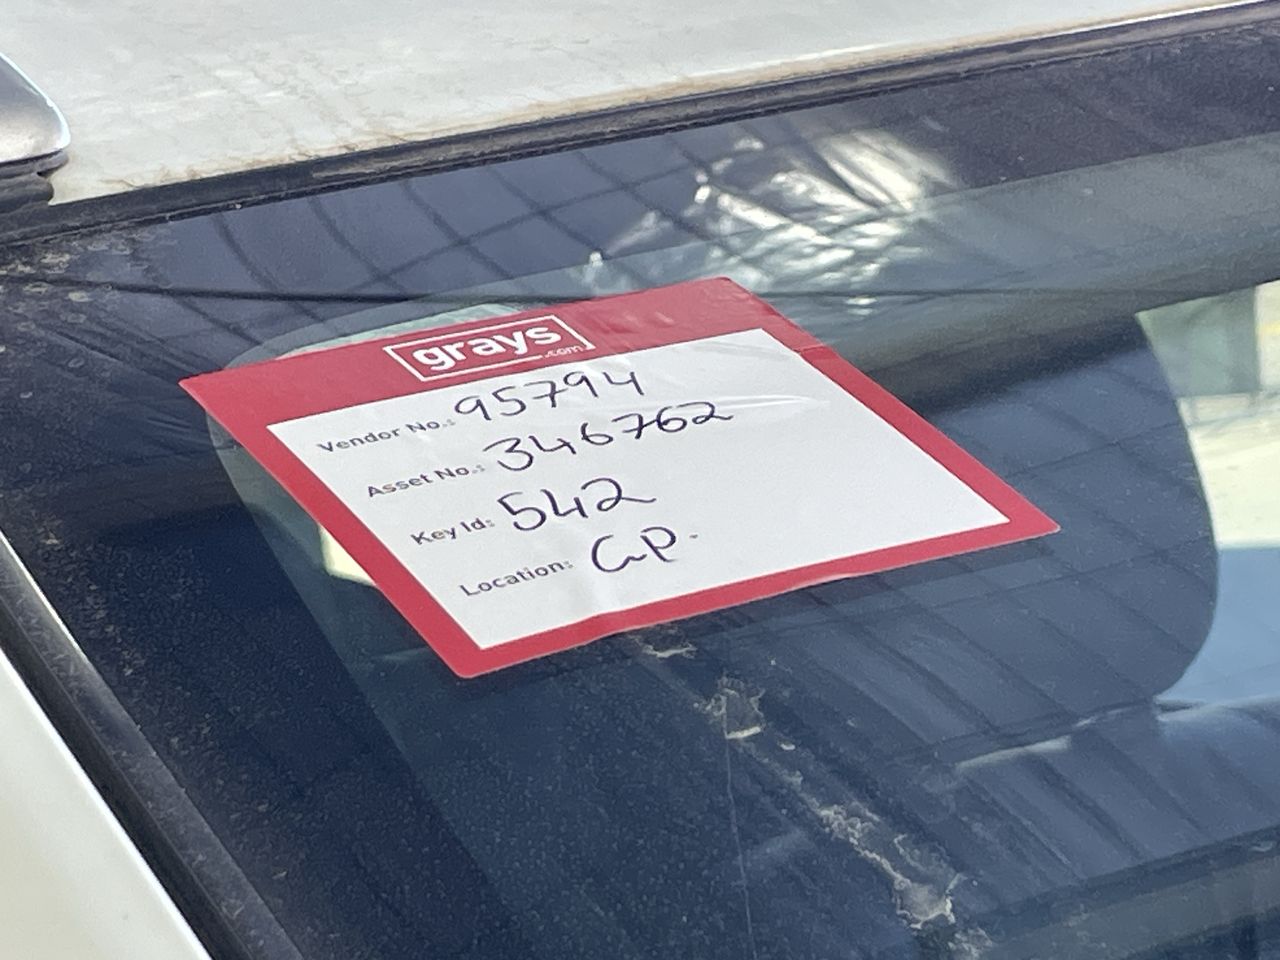 grays
.com
Vendor No.: 95794
Asset No.: 346762
Key Id: 542
Location: GP.